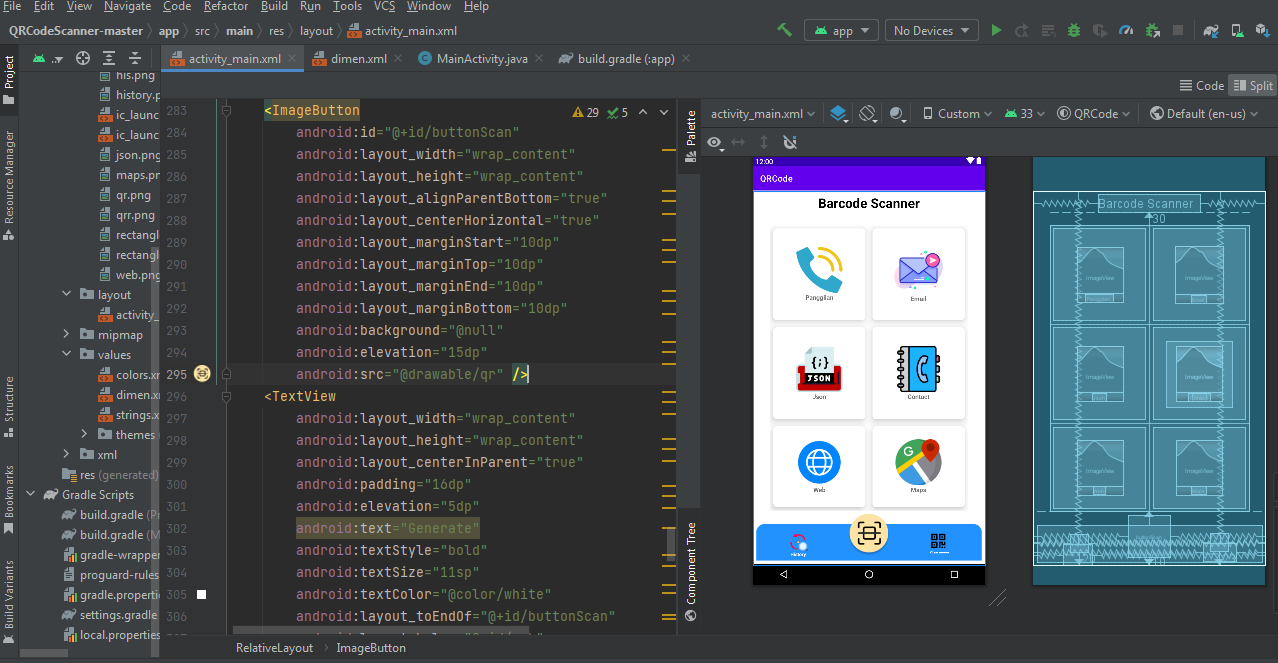 File Edit View Navigate Code Refactor Build Run Tools VCS Window Help
QRCodeScanner-master app src main res layout activity_main.xml
app No Devices
Project
activity_main.xml dimen.xml MainActivity.java build.gradle (:app)
Code Split
his.png
history.p
ic_launc
ic_launc
json.png
maps.pn
qr.png
qrr.png
rectangl
rectangl
web.png
layout
activity_
mipmap
values
colors.xr
dimen.xr
strings.x
themes
xml
res (generated)
Gradle Scripts
build.gradle (Pr
build.gradle (M
gradle-wrapper
proguard-rules
gradle.properti
settings.gradle
local.properties
Resource Manager
Structure
Bookmarks
Build Variants
29 5
283 <ImageButton
284 android:id="@+id/buttonScan"
285 android:layout_width="wrap_content"
286 android:layout_height="wrap_content"
287 android:layout_alignParentBottom="true"
288 android:layout_centerHorizontal="true"
289 android:layout_marginStart="10dp"
290 android:layout_marginTop="10dp"
291 android:layout_marginEnd="10dp"
292 android:layout_marginBottom="10dp"
293 android:background="@null"
294 android:elevation="15dp"
295 android:src="@drawable/qr" />
296 <TextView
297 android:layout_width="wrap_content"
298 android:layout_height="wrap_content"
299 android:layout_centerInParent="true"
300 android:padding="16dp"
301 android:elevation="5dp"
302 android:text="Generate"
303 android:textStyle="bold"
304 android:textSize="11sp"
305 android:textColor="@color/white"
306 android:layout_toEndOf="@+id/buttonScan"
RelativeLayout ImageButton
Palette
Component Tree
activity_main.xml Custom 33 QRCode Default (en-us)
12:00
QRCode
Barcode Scanner
Panggilan Email
{;}
JSON
Json Contact
G
Web Maps
History
Barcode Scanner
30
ImageView ImageView
ImageView ImageView
ImageView ImageView